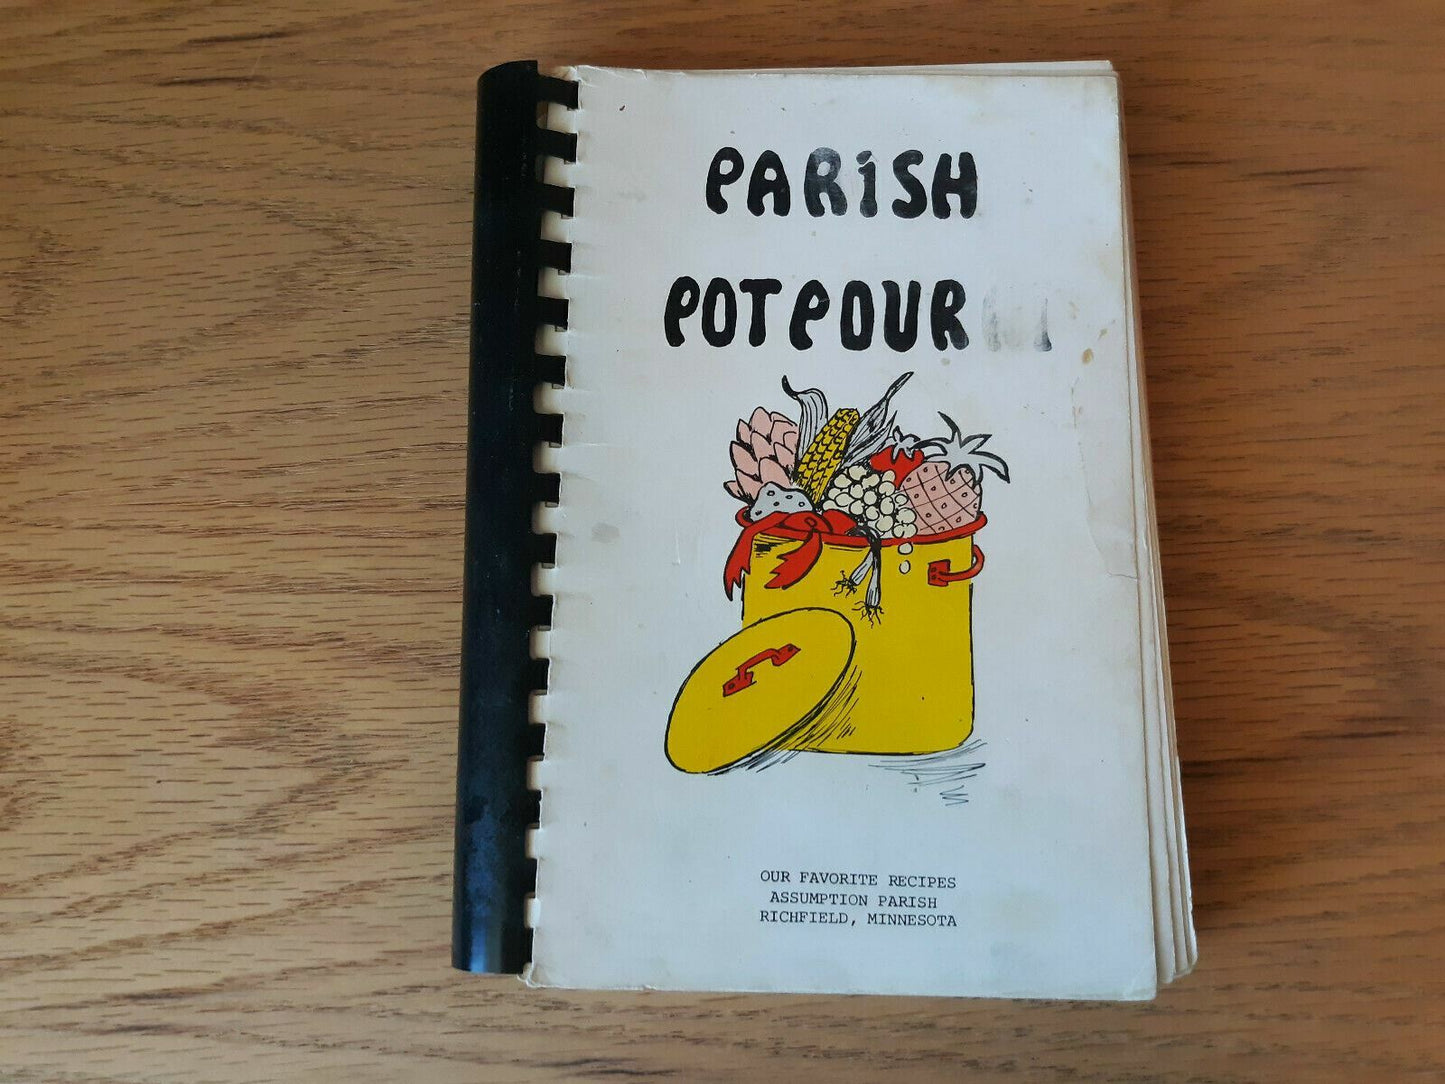 PARiSH
POTPOUR
OUR FAVORITE RECIPES
ASSUMPTION PARISH
RICHFIELD, MINNESOTA